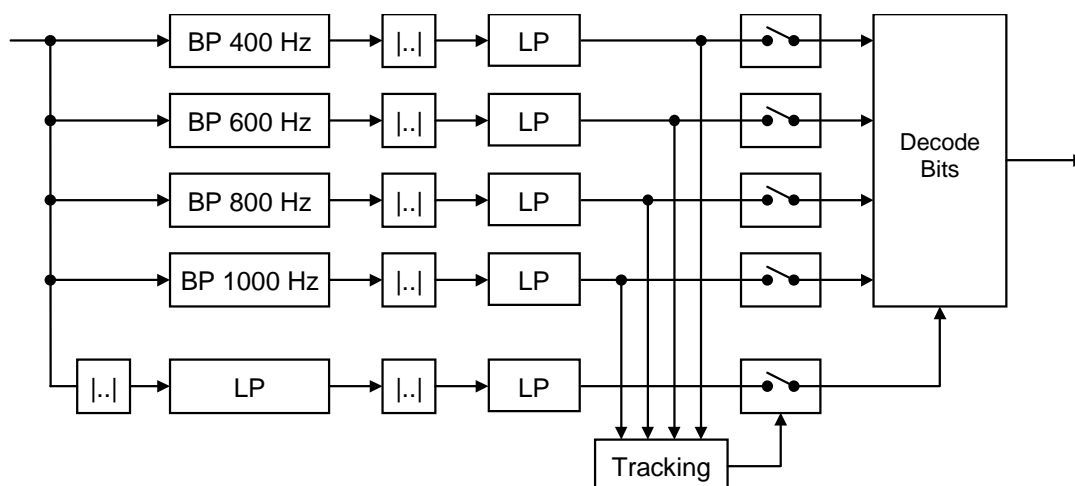 BP 400 Hz |..| LP
BP 600 Hz |..| LP
Decode
Bits
BP 800 Hz |..| LP
BP 1000 Hz |..| LP
|..| LP |..| LP
Tracking